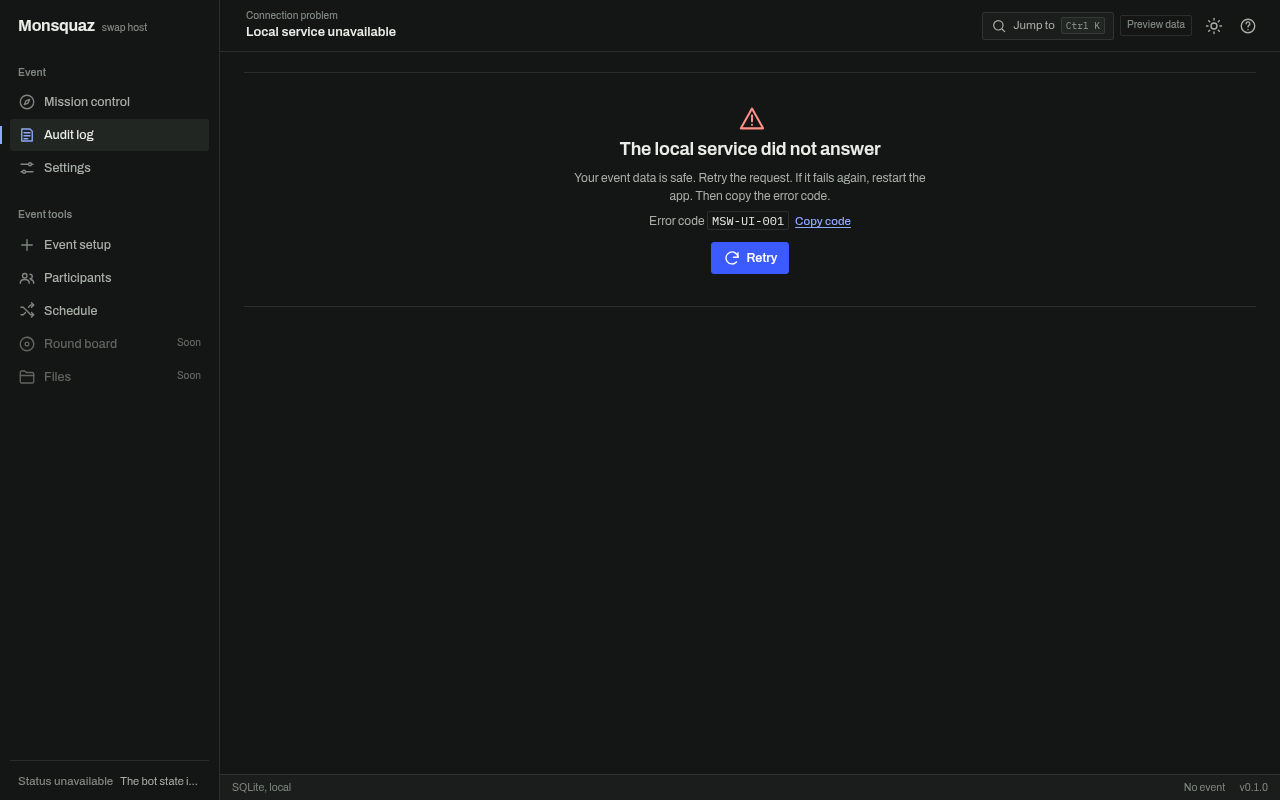 Monsquaz swap host
Event
Mission control
Audit log
Settings
Event tools
Event setup
Participants
Schedule
Round board Soon
Files Soon
Status unavailable The bot state i...
Connection problem
Local service unavailable
Jump to Ctrl K
Preview data
The local service did not answer
Your event data is safe. Retry the request. If it fails again, restart the
app. Then copy the error code.
Error code MSW-UI-001 Copy code
Retry
SQLite, local
No event v0.1.0